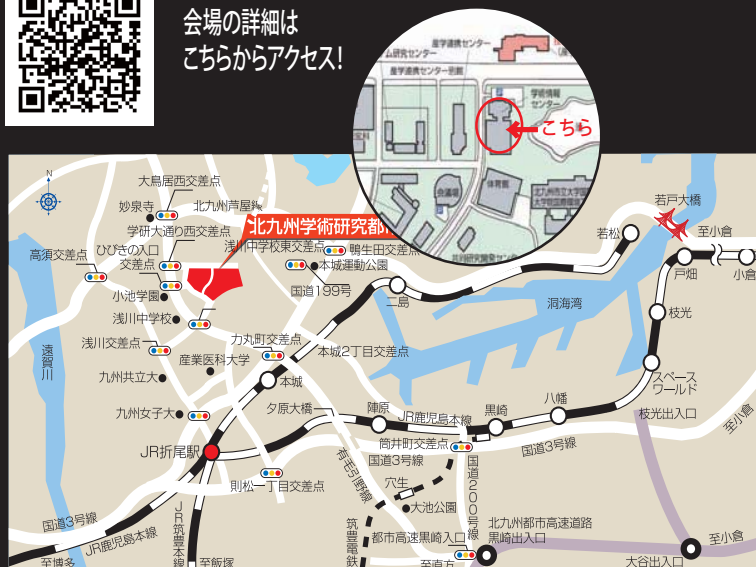 会場の詳細は
こちらからアクセス!
産学連携センター
ム研究センター
産学連携センター別館
学術情報
センター
こちら
会議場
体育館
北九州市立大学
N
大鳥居西交差点
妙泉寺
北九州芦屋線
学研大通り西交差点
北九州学術研究都
高須交差点
ひびきの入口
交差点
浅川中学校東交差点
鴨生田交差点
本城運動公園
小池学園
国道199号
浅川中学校
浅川交差点
力丸町交差点
産業医科大学
本城2丁目交差点
九州共立大
本城
九州女子大
夕原大橋
陣原
JR鹿児島本線
黒崎
八幡
JR折尾駅
筒井町交差点
国道3号線
国道3号線
則松一丁目交差点
有毛引野線
穴生
大池公園
国道200号線
国道3号線
JR鹿児島本線
JR筑豊本線
筑豊電鉄
都市高速黒崎入口
北九州都市高速道路
黒崎出入口
至博多
至飯塚
至直方
大谷出入口
至小倉
至小倉
枝光出入口
スペース
ワールド
枝光
洞海湾
二島
若松
若戸大橋
至小倉
戸畑
小倉
遠賀川